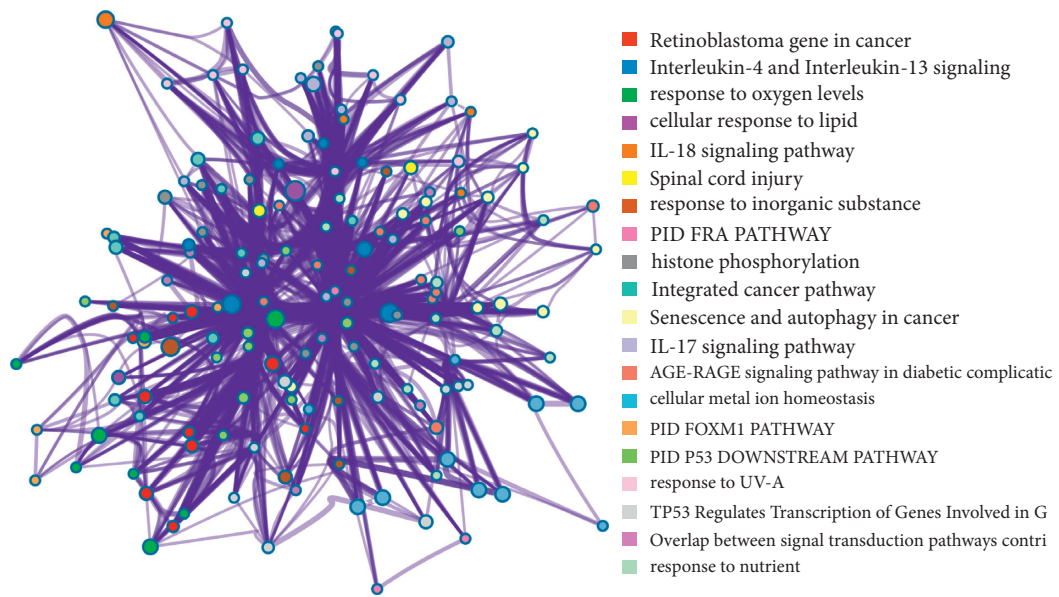 Retinoblastoma gene in cancer
Interleukin-4 and Interleukin-13 signaling
response to oxygen levels
cellular response to lipid
IL-18 signaling pathway
Spinal cord injury
response to inorganic substance
PID FRA PATHWAY
histone phosphorylation
Integrated cancer pathway
Senescence and autophagy in cancer
IL-17 signaling pathway
AGE-RAGE signaling pathway in diabetic complicatic
cellular metal ion homeostasis
PID FOXM1 PATHWAY
PID P53 DOWNSTREAM PATHWAY
response to UV-A
TP53 Regulates Transcription of Genes Involved in G
Overlap between signal transduction pathways contri
response to nutrient